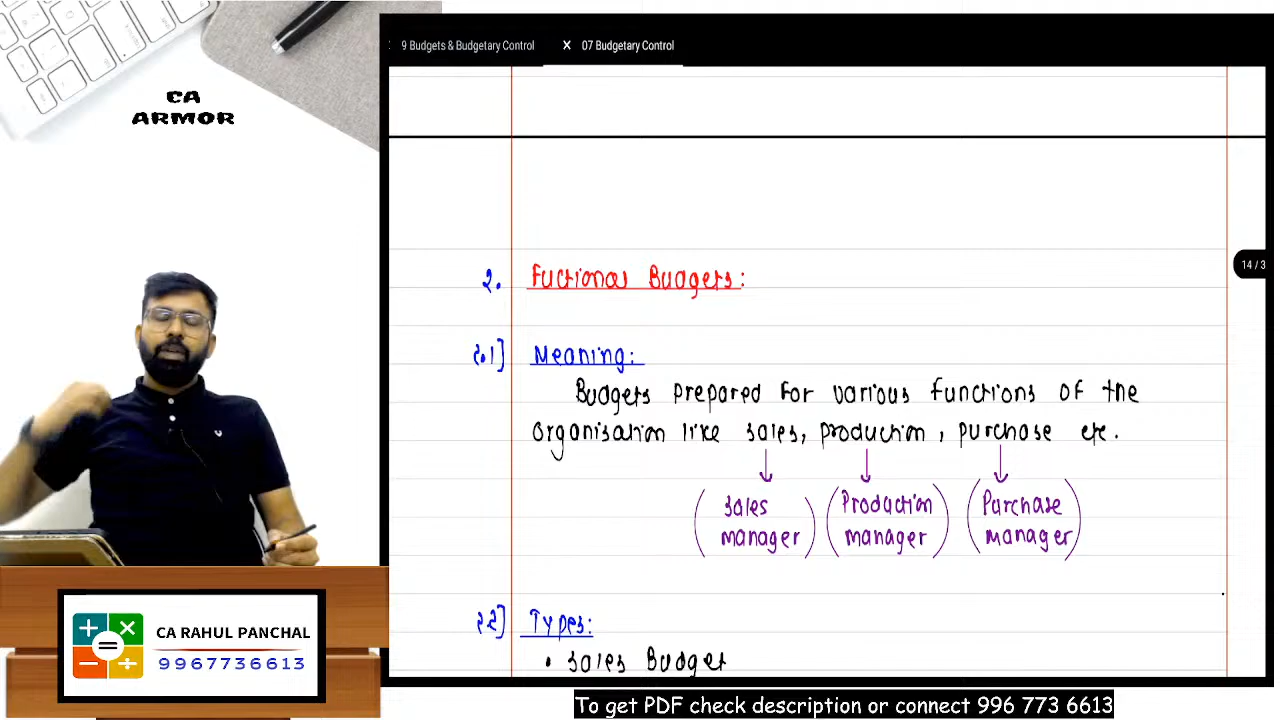 9 Budgets & Budgetary Control
X 07 Budgetary Control
CA
ARMOR
14 / 3
2. Fuctional Budgets:
2.1] Meaning:
Budgets prepared for various functions of the
organisation like sales, production, purchase etc.
(Sales manager) (Production manager) (Purchase manager)
2.2] Types:
• Sales Budget
CA RAHUL PANCHAL
9967736613
To get PDF check description or connect 996 773 6613